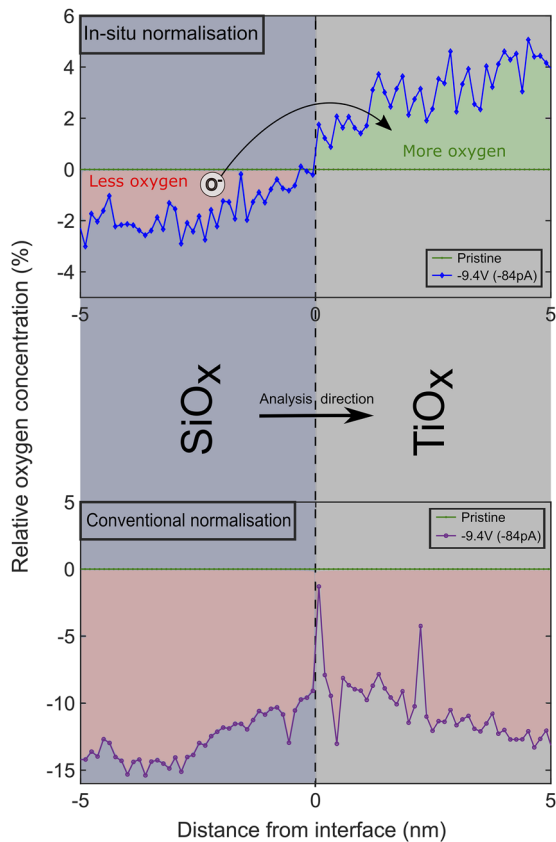 In-situ normalisation
6
4
2
0
-2
-4
Less oxygen
O-
More oxygen
Pristine
-9.4V (-84pA)
-5
0
5
Relative oxygen concentration (%)
SiOx
Analysis direction
TiOx
Conventional normalisation
5
0
-5
-10
-15
Pristine
-9.4V (-84pA)
-5
0
5
Distance from interface (nm)